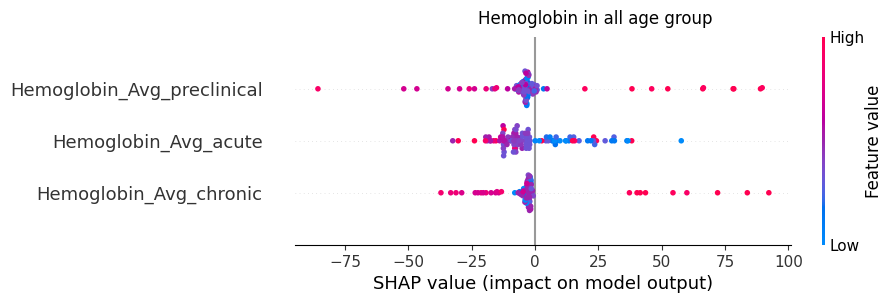 Hemoglobin in all age group
High
Hemoglobin_Avg_preclinical
Hemoglobin_Avg_acute
Hemoglobin_Avg_chronic
Feature value
Low
−75 −50 −25 0 25 50 75 100
SHAP value (impact on model output)